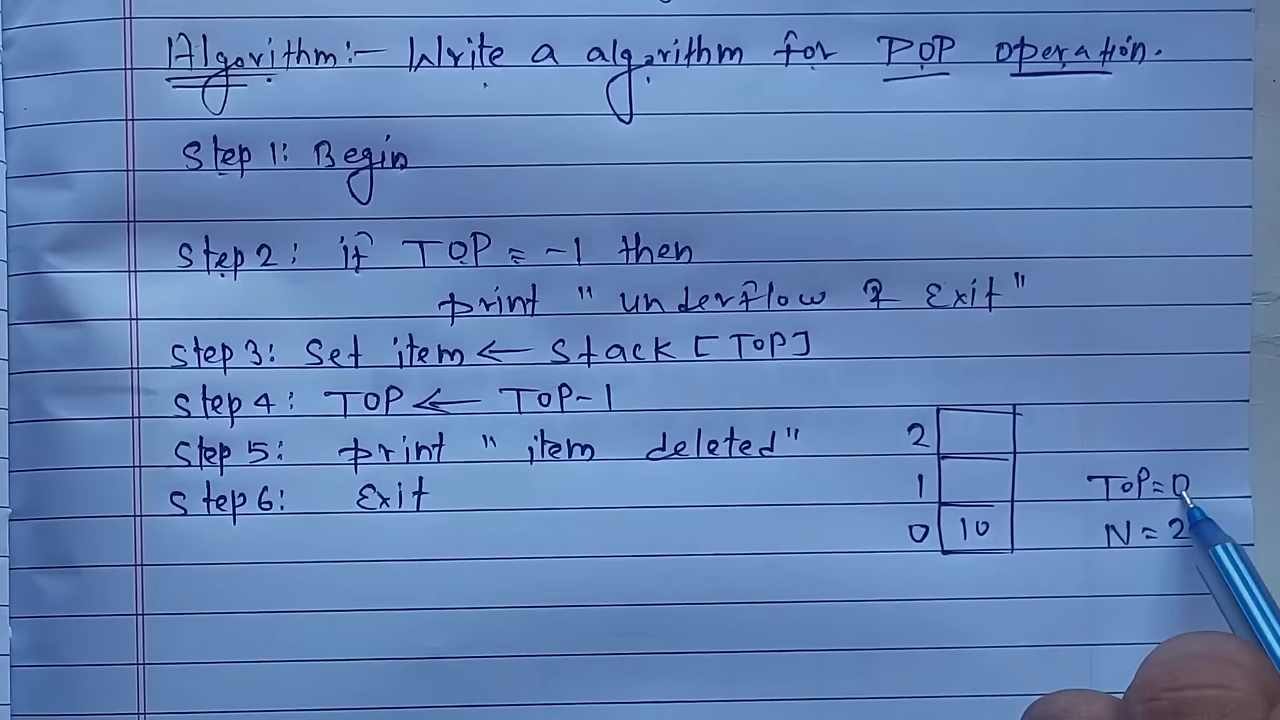 Algorithm:- Write a algorithm for POP operation.
Step 1: Begin
Step 2: if TOP = -1 then
print "underflow & Exit"
Step 3: Set item ← Stack [TOP]
Step 4: TOP ← TOP-1
Step 5: print "item deleted"
Step 6: Exit
2
1 TOP=0
0 10 N = 2